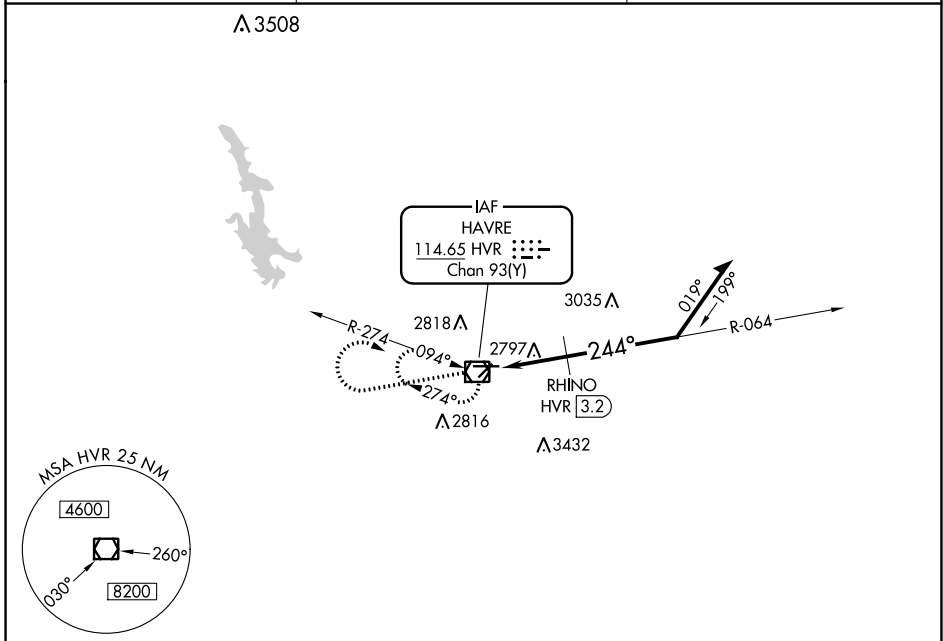 3508
IAF
HAVRE
114.65 HVR
Chan 93(Y)
3035
019°
199°
R-064
2818
R-274
094°
2797
244°
274°
RHINO
HVR 3.2
2816
3432
MSA HVR 25 NM
4600
260°
030°
8200